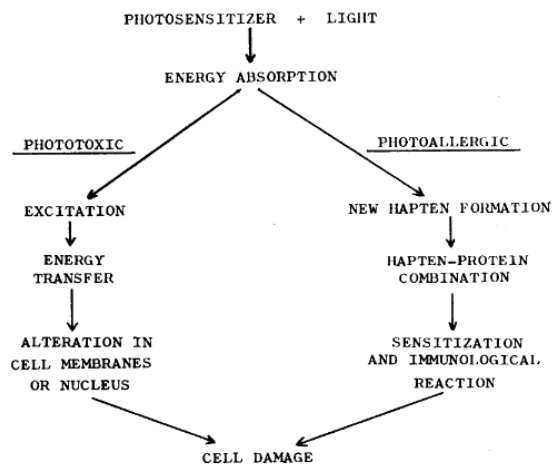 PHOTOSENSITIZER + LIGHT
ENERGY ABSORPTION
PHOTOTOXIC
PHOTOALLERGIC
EXCITATION
NEW HAPTEN FORMATION
ENERGY
TRANSFER
HAPTEN-PROTEIN
COMBINATION
ALTERATION IN
CELL MEMBRANES
OR NUCLEUS
SENSITIZATION
AND IMMUNOLOGICAL
REACTION
CELL DAMAGE